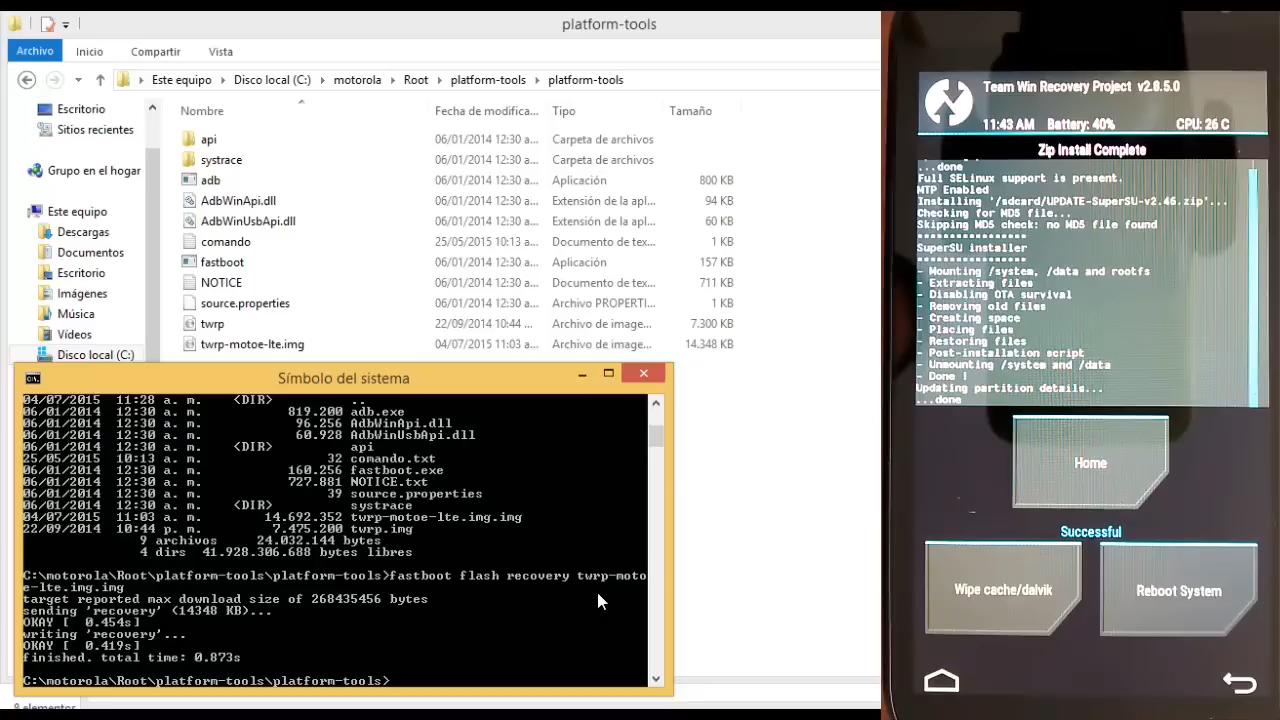 platform-tools
Archivo Inicio Compartir Vista
Este equipo Disco local (C:) motorola Root platform-tools platform-tools
Escritorio
Sitios recientes
Grupo en el hogar
Este equipo
Descargas
Documentos
Escritorio
Imágenes
Música
Vídeos
Disco local (C:)
Nombre Fecha de modifica... Tipo Tamaño
api 06/01/2014 12:30 a... Carpeta de archivos
systrace 06/01/2014 12:30 a... Carpeta de archivos
adb 06/01/2014 12:30 a... Aplicación 800 KB
AdbWinApi.dll 06/01/2014 12:30 a... Extensión de la apl... 94 KB
AdbWinUsbApi.dll 06/01/2014 12:30 a... Extensión de la apl... 60 KB
comando 25/05/2015 10:13 a... Documento de tex... 1 KB
fastboot 06/01/2014 12:30 a... Aplicación 157 KB
NOTICE 06/01/2014 12:30 a... Documento de tex... 711 KB
source.properties 06/01/2014 12:30 a... Archivo PROPERTI... 1 KB
twrp 22/09/2014 10:44 ... Archivo de image... 7.300 KB
twrp-motoe-lte.img 04/07/2015 11:03 a... Archivo de image... 14.348 KB
Símbolo del sistema
04/07/2015 11:28 a. m. <DIR> ..
06/01/2014 12:30 a. m. 819.200 adb.exe
06/01/2014 12:30 a. m. 96.256 AdbWinApi.dll
06/01/2014 12:30 a. m. 60.928 AdbWinUsbApi.dll
06/01/2014 12:30 a. m. <DIR> api
25/05/2015 10:13 a. m. 32 comando.txt
06/01/2014 12:30 a. m. 160.256 fastboot.exe
06/01/2014 12:30 a. m. 727.881 NOTICE.txt
06/01/2014 12:30 a. m. 39 source.properties
06/01/2014 12:30 a. m. <DIR> systrace
04/07/2015 11:03 a. m. 14.692.352 twrp-motoe-lte.img.img
22/09/2014 10:44 p. m. 7.475.200 twrp.img
9 archivos 24.032.144 bytes
4 dirs 41.928.306.688 bytes libres
C:\motorola\Root\platform-tools\platform-tools>fastboot flash recovery twrp-moto
e-lte.img.img
target reported max download size of 268435456 bytes
sending 'recovery' (14348 KB)...
OKAY [ 0.454s]
writing 'recovery'...
OKAY [ 0.419s]
finished. total time: 0.873s
C:\motorola\Root\platform-tools\platform-tools>
9 elementos
Team Win Recovery Project v2.8.5.0
11:43 AM Battery: 40% CPU: 26 C
Zip Install Complete
...done
Full SELinux support is present.
MTP Enabled
Installing '/sdcard/UPDATE-SuperSU-v2.46.zip'...
Checking for MD5 file...
Skipping MD5 check: no MD5 file found
*****************
SuperSU installer
*****************
- Mounting /system, /data and rootfs
- Extracting files
- Disabling OTA survival
- Removing old files
- Creating space
- Placing files
- Restoring files
- Post-installation script
- Unmounting /system and /data
- Done !
Updating partition details...
...done
Home
Successful
Wipe cache/dalvik
Reboot System